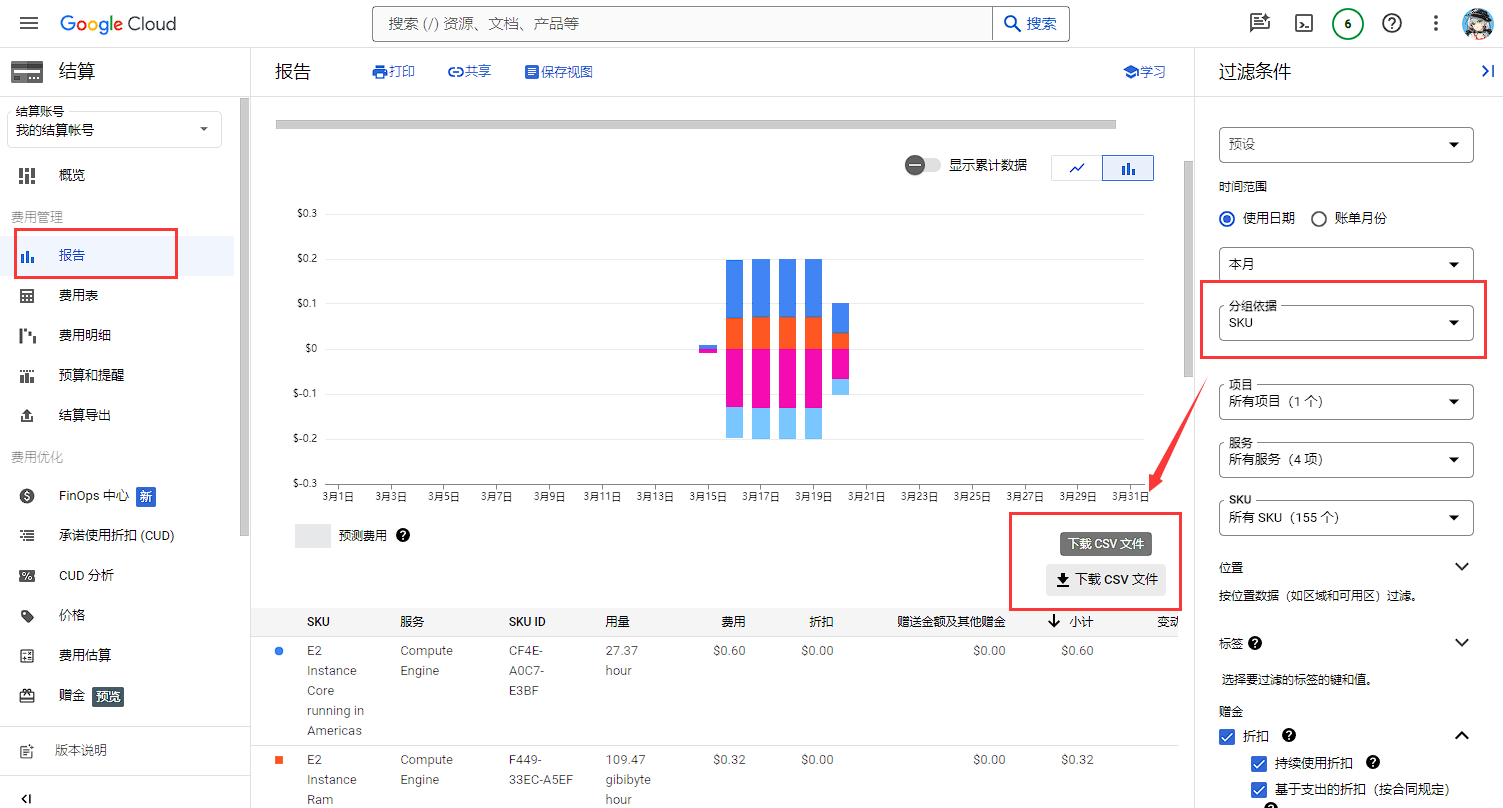 Google Cloud
搜索 (/) 资源、文档、产品等
搜索
6
结算
报告
打印
共享
保存视图
学习
过滤条件
结算账号
我的结算帐号
概览
费用管理
报告
费用表
费用明细
预算和提醒
结算导出
费用优化
FinOps 中心 新
承诺使用折扣 (CUD)
CUD 分析
价格
费用估算
赠金 预览
版本说明
显示累计数据
$0.3
$0.2
$0.1
$0
$-0.1
$-0.2
$-0.3
3月1日 3月3日 3月5日 3月7日 3月9日 3月11日 3月13日 3月15日 3月17日 3月19日 3月21日 3月23日 3月25日 3月27日 3月29日 3月31日
预测费用
下载 CSV 文件
下载 CSV 文件
SKU 服务 SKU ID 用量 费用 折扣 赠送金额及其他赠金 小计 变动
E2 Compute CF4E- 27.37 $0.60 $0.00 $0.00 $0.60
Instance Engine A0C7- hour
Core E3BF
running in
Americas
E2 Compute F449- 109.47 $0.32 $0.00 $0.00 $0.32
Instance Engine 33EC-A5EF gibibyte
Ram hour
预设
时间范围
使用日期 账单月份
本月
分组依据
SKU
项目
所有项目（1 个）
服务
所有服务（4 项）
SKU
所有 SKU（155 个）
位置
按位置数据（如区域和可用区）过滤。
标签
选择要过滤的标签的键和值。
赠金
折扣
持续使用折扣
基于支出的折扣（按合同规定）